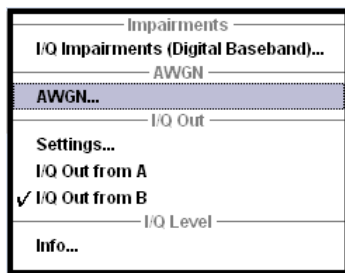 Impairments
I/Q Impairments (Digital Baseband)...
AWGN
AWGN...
I/Q Out
Settings...
I/Q Out from A
I/Q Out from B
I/Q Level
Info...